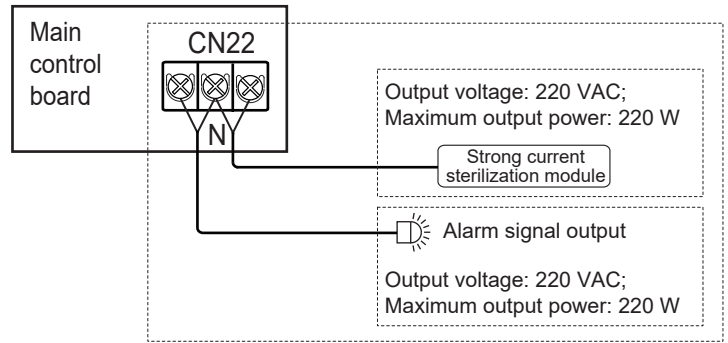 Main
control
board
CN22
N
Output voltage: 220 VAC;
Maximum output power: 220 W
Strong current
sterilization module
Alarm signal output
Output voltage: 220 VAC;
Maximum output power: 220 W